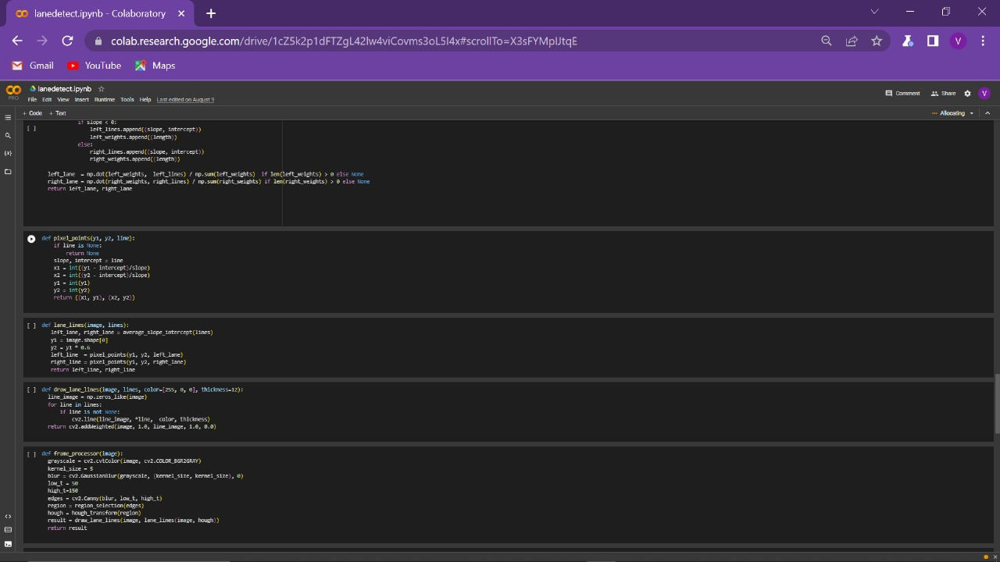 lanedetect.ipynb - Colaboratory
colab.research.google.com/drive/1cZ5k2p1dFTZgL42lw4viCovms3oL5I4x#scrollTo=X3sFYMpIJtqE
V
Gmail YouTube Maps
PRO
lanedetect.ipynb
File Edit View Insert Runtime Tools Help Last edited on August 9
Comment Share V
+ Code + Text
Allocating
if slope < 0:
[ ] left_lines.append((slope, intercept))
left_weights.append((length))
else:
right_lines.append((slope, intercept))
right_weights.append((length))
left_lane = np.dot(left_weights, left_lines) / np.sum(left_weights) if len(left_weights) > 0 else None
right_lane = np.dot(right_weights, right_lines) / np.sum(right_weights) if len(right_weights) > 0 else None
return left_lane, right_lane
def pixel_points(y1, y2, line):
if line is None:
return None
slope, intercept = line
x1 = int((y1 - intercept)/slope)
x2 = int((y2 - intercept)/slope)
y1 = int(y1)
y2 = int(y2)
return ((x1, y1), (x2, y2))
[ ] def lane_lines(image, lines):
left_lane, right_lane = average_slope_intercept(lines)
y1 = image.shape[0]
y2 = y1 * 0.6
left_line = pixel_points(y1, y2, left_lane)
right_line = pixel_points(y1, y2, right_lane)
return left_line, right_line
[ ] def draw_lane_lines(image, lines, color=[255, 0, 0], thickness=12):
line_image = np.zeros_like(image)
for line in lines:
if line is not None:
cv2.line(line_image, *line, color, thickness)
return cv2.addWeighted(image, 1.0, line_image, 1.0, 0.0)
[ ] def frame_processor(image):
grayscale = cv2.cvtColor(image, cv2.COLOR_BGR2GRAY)
kernel_size = 5
blur = cv2.GaussianBlur(grayscale, (kernel_size, kernel_size), 0)
low_t = 50
high_t=150
edges = cv2.Canny(blur, low_t, high_t)
region = region_selection(edges)
hough = hough_transform(region)
result = draw_lane_lines(image, lane_lines(image, hough))
return result